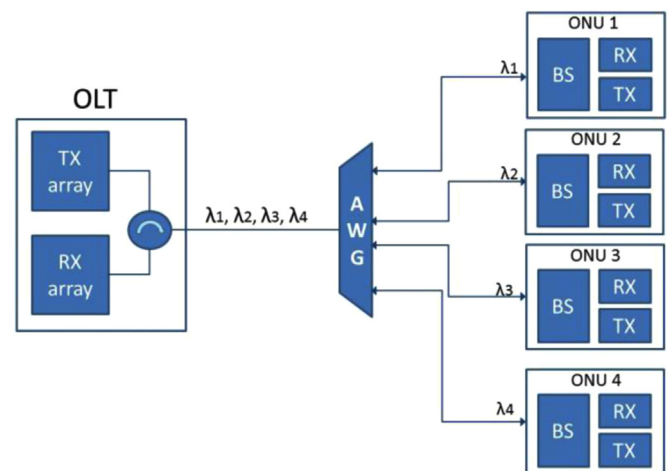 OLT
TX
array
RX
array
λ1, λ2, λ3, λ4
A
W
G
ONU 1
λ1
BS
RX
TX
ONU 2
λ2
BS
RX
TX
ONU 3
λ3
BS
RX
TX
ONU 4
λ4
BS
RX
TX